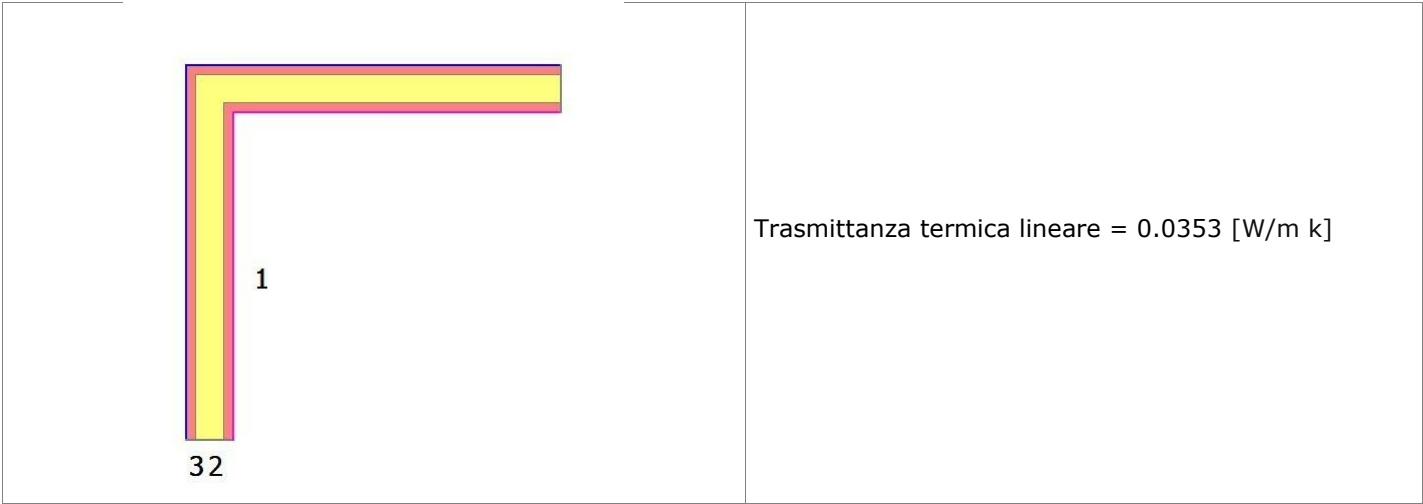 Trasmittanza termica lineare = 0.0353 [W/m k]
1
32